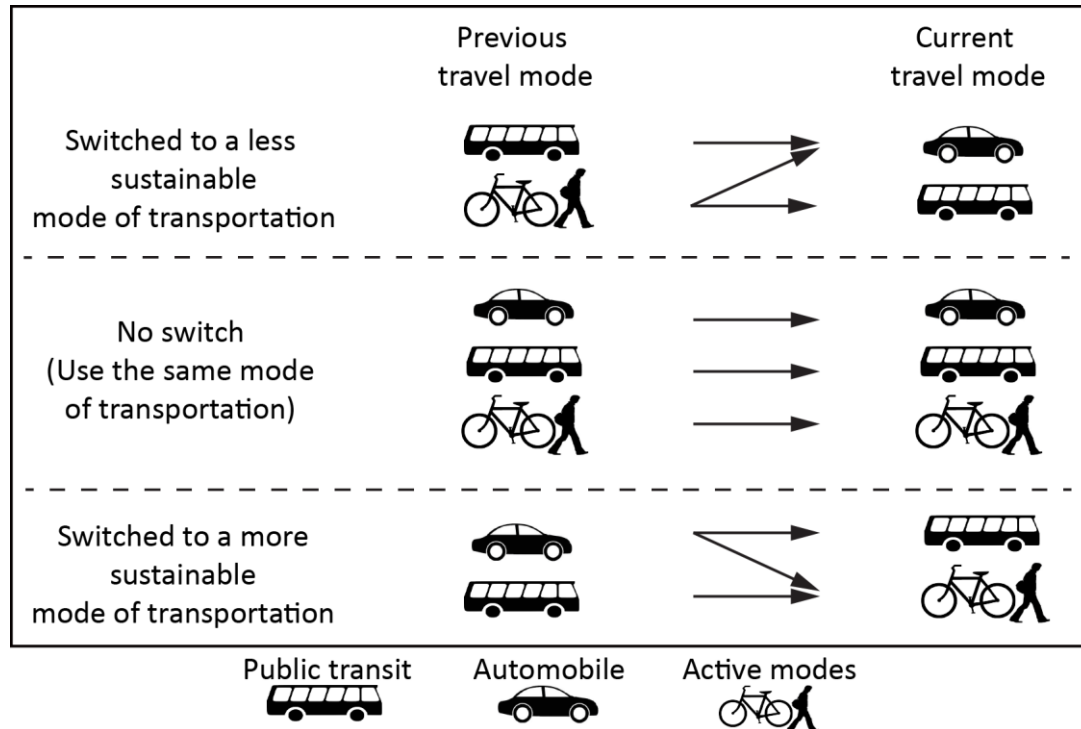 Previous
travel mode
Current
travel mode
Switched to a less
sustainable
mode of transportation
No switch
(Use the same mode
of transportation)
Switched to a more
sustainable
mode of transportation
Public transit
Automobile
Active modes